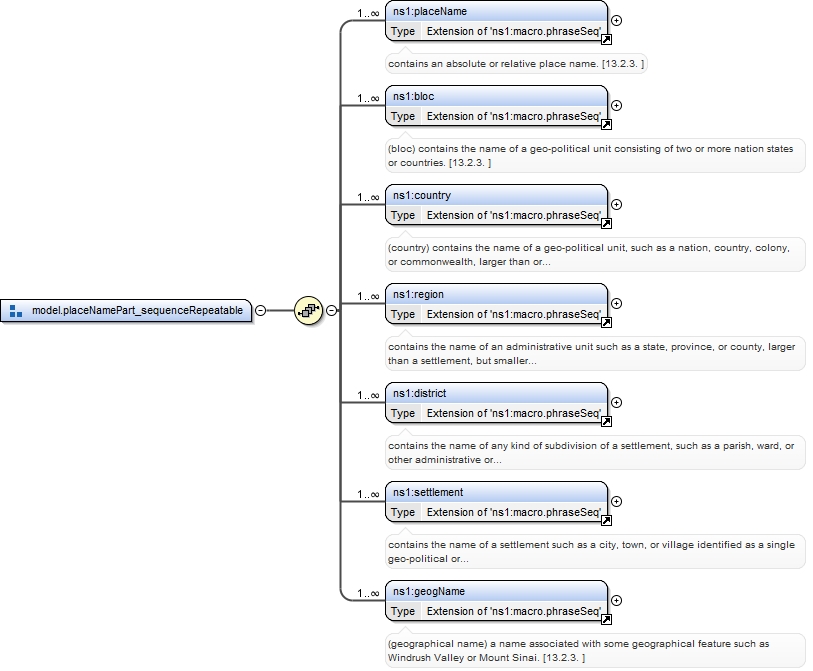 1..∞
ns1:placeName
Type Extension of 'ns1:macro.phraseSeq'
contains an absolute or relative place name. [13.2.3. ]
1..∞
ns1:bloc
Type Extension of 'ns1:macro.phraseSeq'
(bloc) contains the name of a geo-political unit consisting of two or more nation states
or countries. [13.2.3. ]
1..∞
ns1:country
Type Extension of 'ns1:macro.phraseSeq'
(country) contains the name of a geo-political unit, such as a nation, country, colony,
or commonwealth, larger than or...
model.placeNamePart_sequenceRepeatable
1..∞
ns1:region
Type Extension of 'ns1:macro.phraseSeq'
contains the name of an administrative unit such as a state, province, or county, larger
than a settlement, but smaller...
1..∞
ns1:district
Type Extension of 'ns1:macro.phraseSeq'
contains the name of any kind of subdivision of a settlement, such as a parish, ward, or
other administrative or...
1..∞
ns1:settlement
Type Extension of 'ns1:macro.phraseSeq'
contains the name of a settlement such as a city, town, or village identified as a single
geo-political or...
1..∞
ns1:geogName
Type Extension of 'ns1:macro.phraseSeq'
(geographical name) a name associated with some geographical feature such as
Windrush Valley or Mount Sinai. [13.2.3. ]